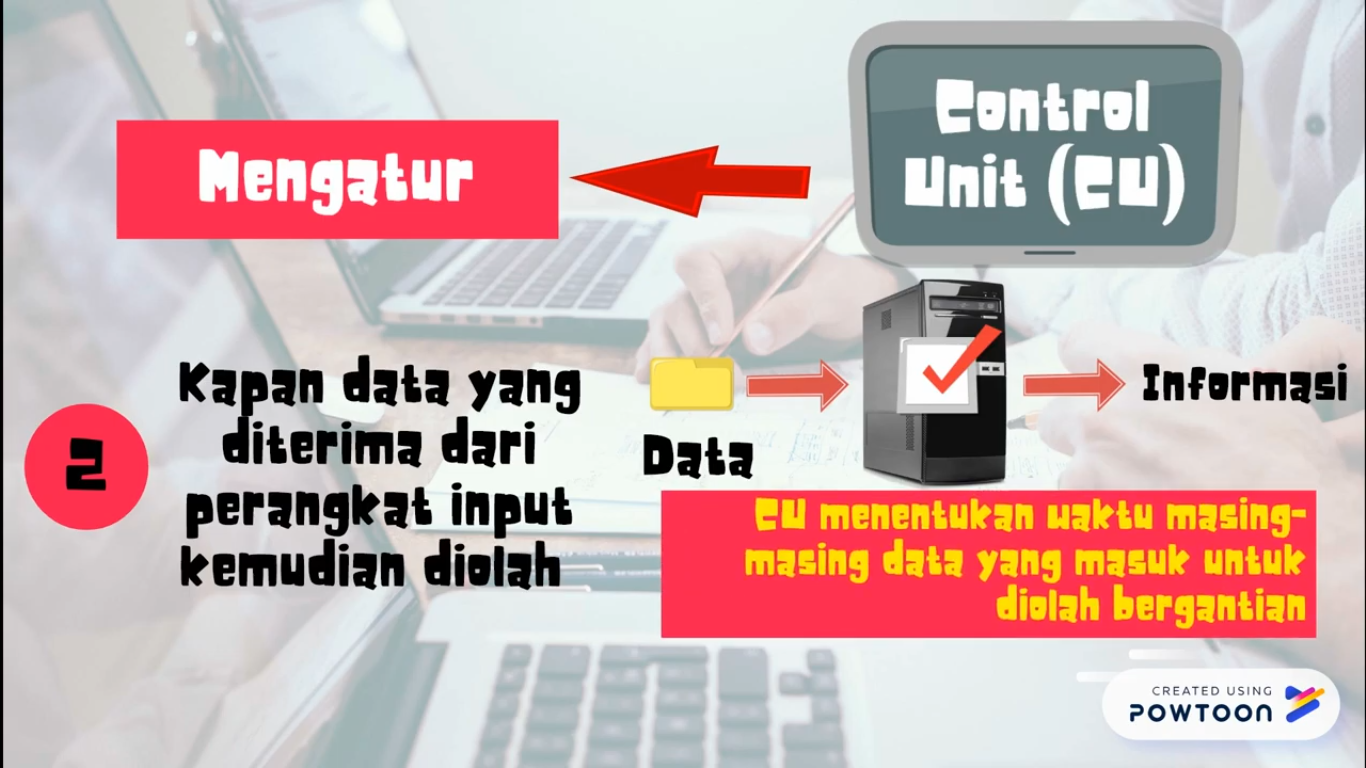 Control
Unit (CU)
Mengatur
2
Kapan data yang
diterima dari
perangkat input
kemudian diolah
Data
Informasi
CU menentukan waktu masing-
masing data yang masuk untuk
diolah bergantian
CREATED USING
POWTOON